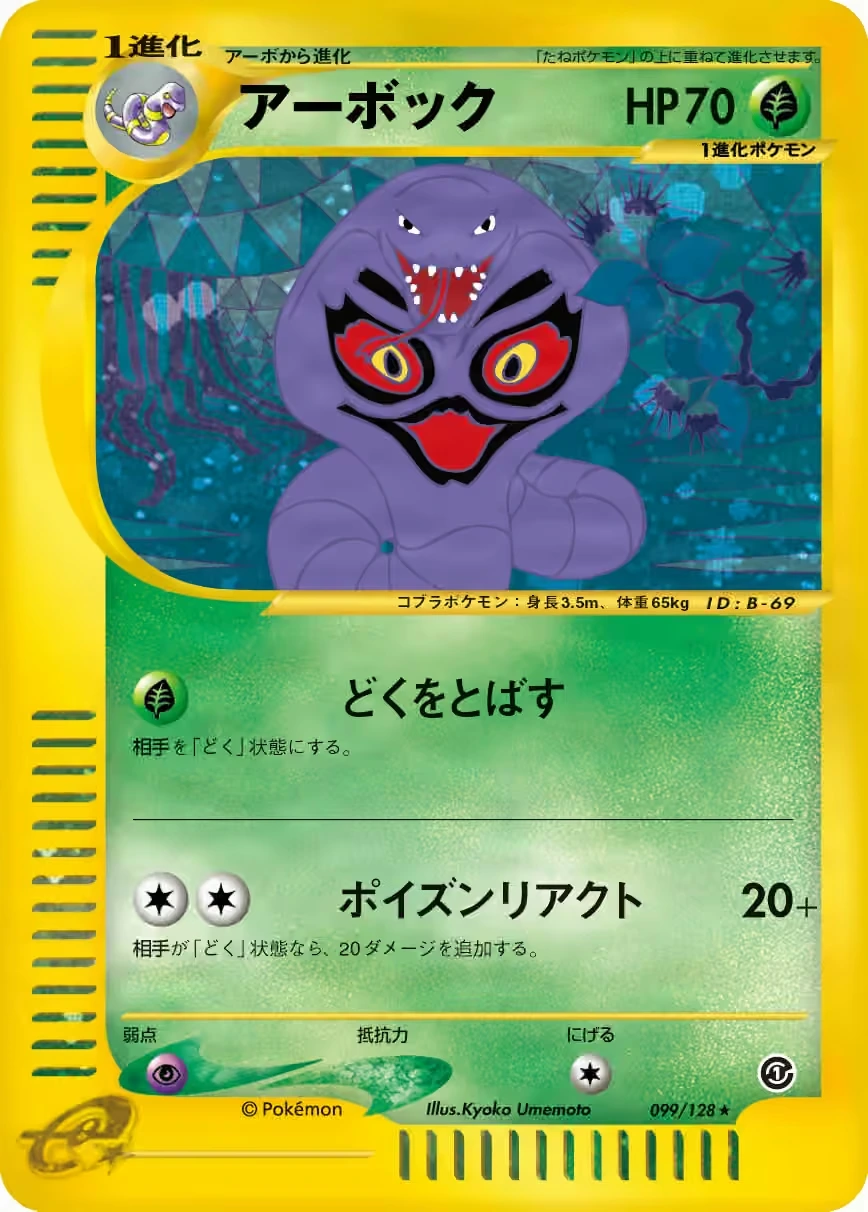 1進化
アーボから進化
「たねポケモン」の上に重ねて進化させます。
アーボック
HP70
1進化ポケモン
コブラポケモン：身長3.5m、体重65kg ID:B-69
どくをとばす
相手を「どく」状態にする。
ポイズンリアクト 20+
相手が「どく」状態なら、20ダメージを追加する。
弱点 抵抗力 にげる
© Pokémon Illus.Kyoko Umemoto 099/128★